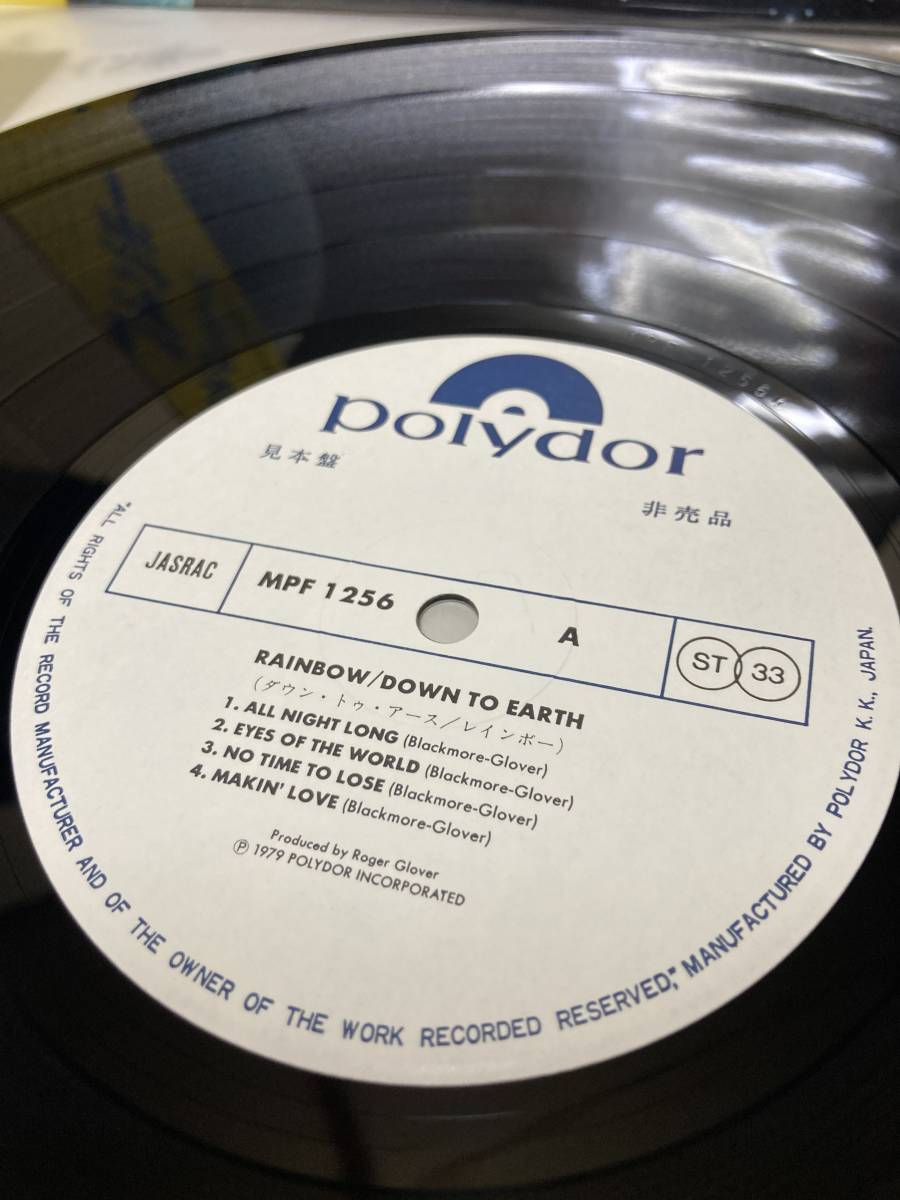 polydor
見本盤
非売品
JASRAC
MPF 1256
A
ST
33
RAINBOW/DOWN TO EARTH
(ダウン・トゥ・アース/レインボー)
1. ALL NIGHT LONG (Blackmore-Glover)
2. EYES OF THE WORLD (Blackmore-Glover)
3. NO TIME TO LOSE (Blackmore-Glover)
4. MAKIN' LOVE (Blackmore-Glover)
Produced by Roger Glover
℗ 1979 POLYDOR INCORPORATED
"ALL RIGHTS OF THE RECORD MANUFACTURER AND OF THE OWNER OF THE WORK RECORDED RESERVED," MANUFACTURED BY POLYDOR K.K., JAPAN.